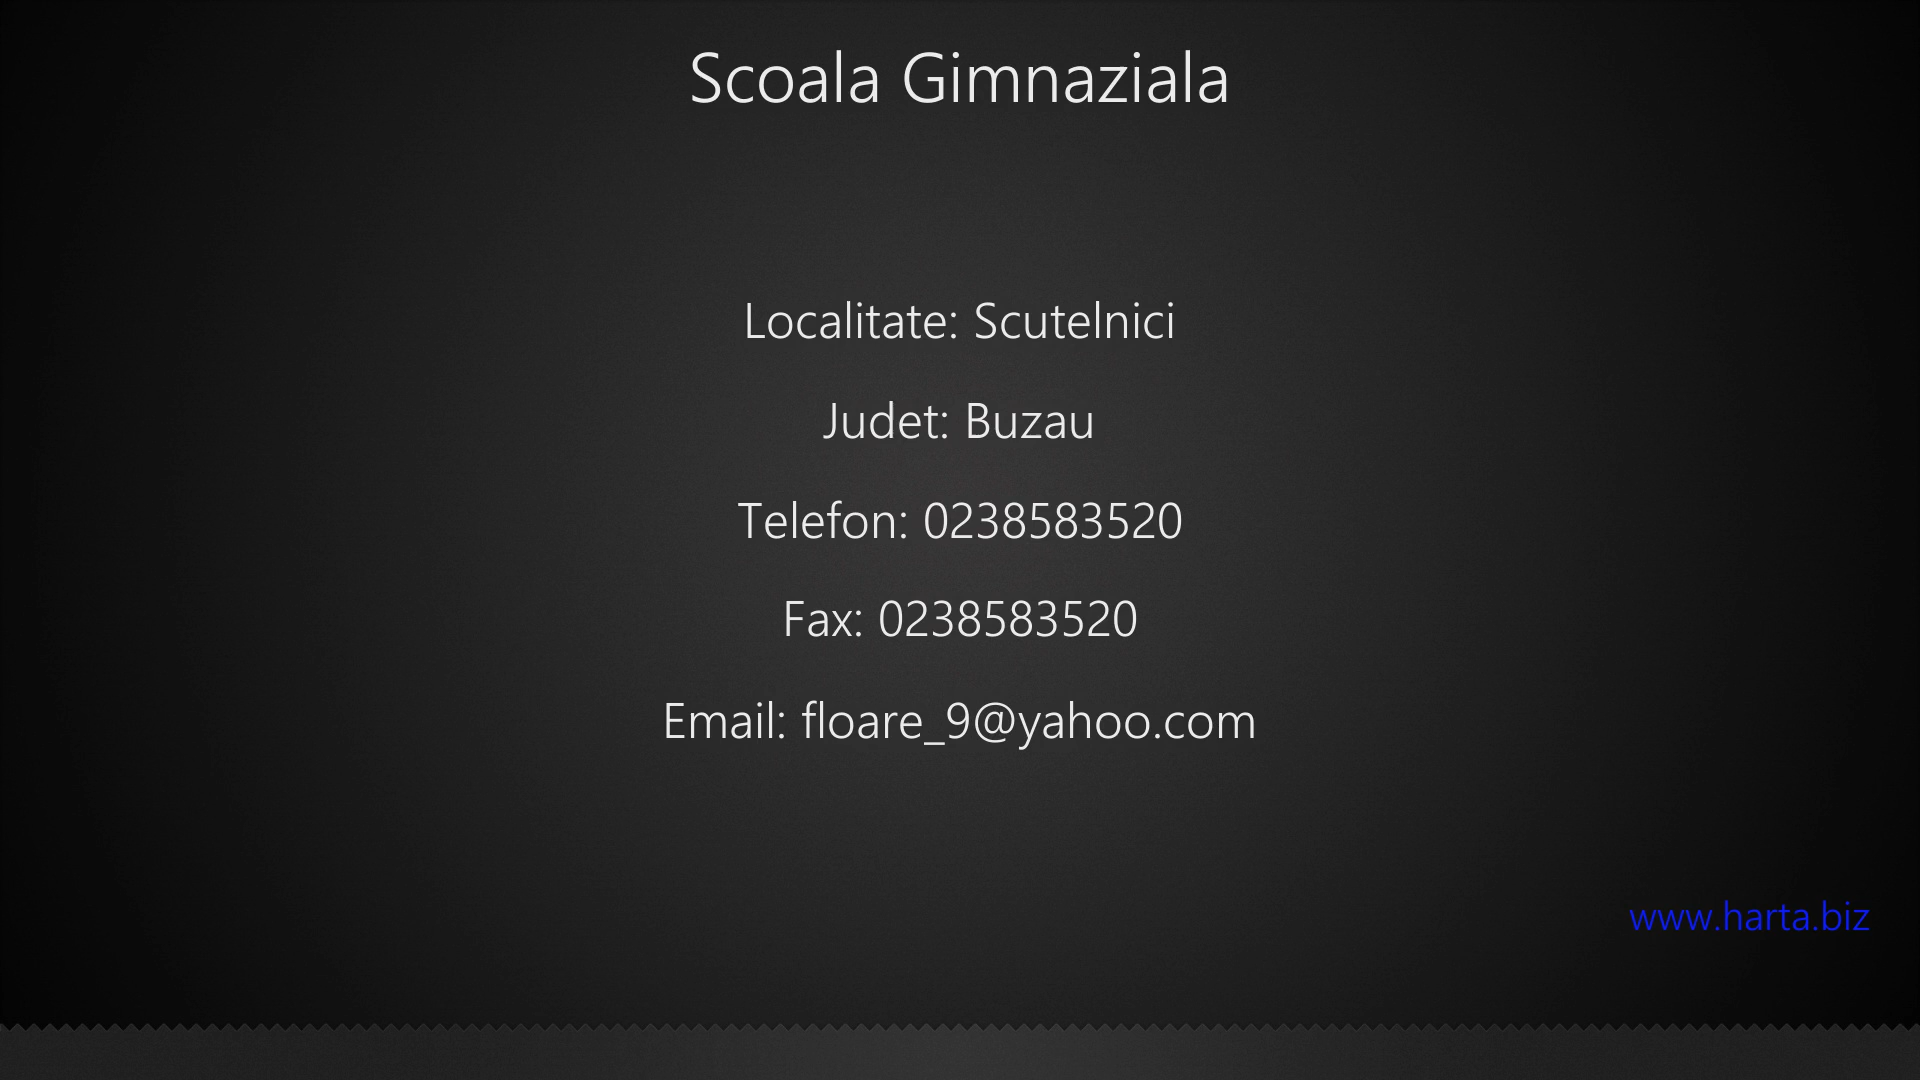 Scoala Gimnaziala
Localitate: Scutelnici
Judet: Buzau
Telefon: 0238583520
Fax: 0238583520
Email: floare_9@yahoo.com
www.harta.biz